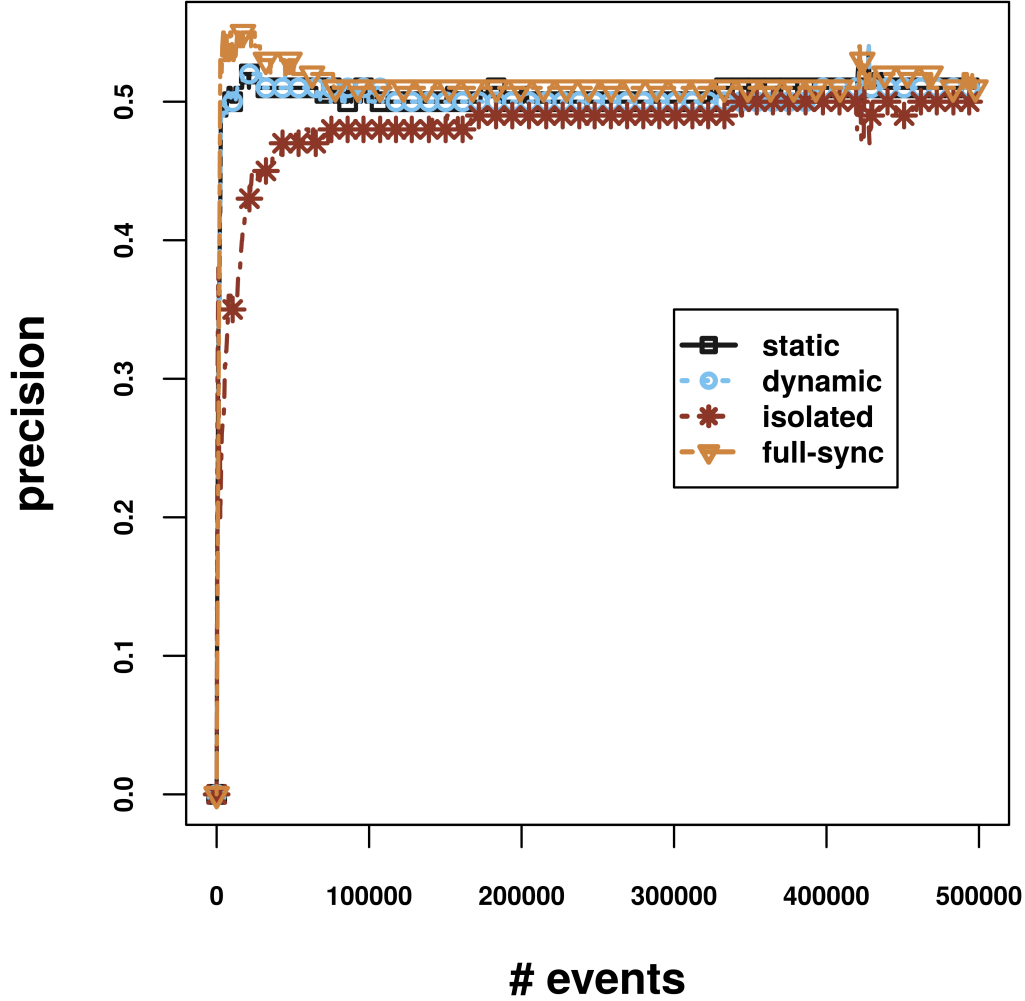 precision
0.5
0.4
0.3
0.2
0.1
0.0
static
dynamic
isolated
full-sync
0 100000 200000 300000 400000 500000
# events